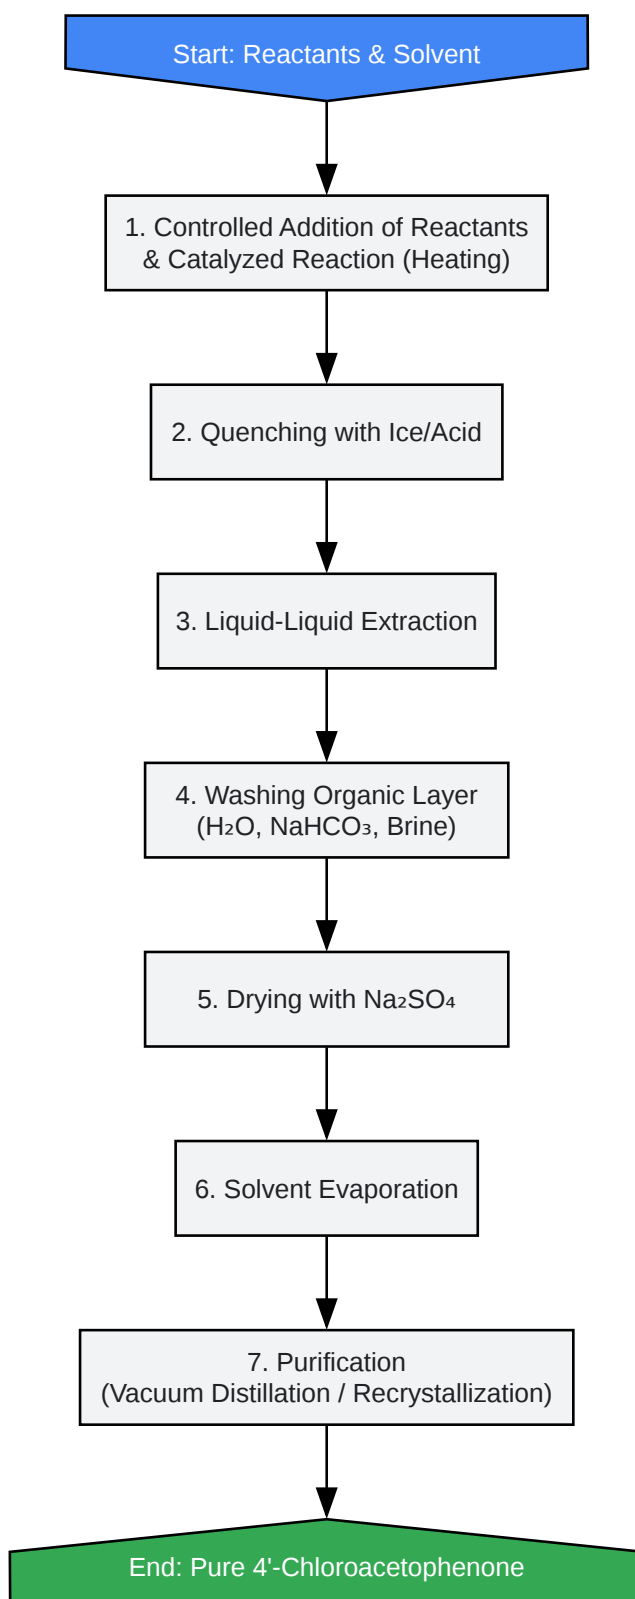 Start: Reactants & Solvent
1. Controlled Addition of Reactants
& Catalyzed Reaction (Heating)
2. Quenching with Ice/Acid
3. Liquid-Liquid Extraction
4. Washing Organic Layer
(H₂O, NaHCO₃, Brine)
5. Drying with Na₂SO₄
6. Solvent Evaporation
7. Purification
(Vacuum Distillation / Recrystallization)
End: Pure 4'-Chloroacetophenone